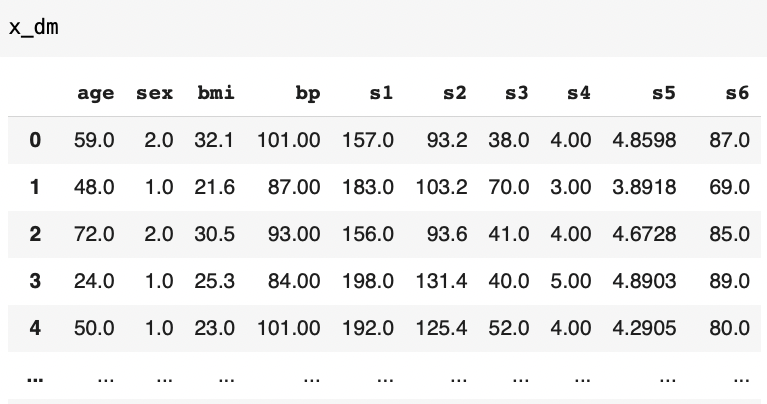 x_dm
age sex bmi bp s1 s2 s3 s4 s5 s6
0 59.0 2.0 32.1 101.00 157.0 93.2 38.0 4.00 4.8598 87.0
1 48.0 1.0 21.6 87.00 183.0 103.2 70.0 3.00 3.8918 69.0
2 72.0 2.0 30.5 93.00 156.0 93.6 41.0 4.00 4.6728 85.0
3 24.0 1.0 25.3 84.00 198.0 131.4 40.0 5.00 4.8903 89.0
4 50.0 1.0 23.0 101.00 192.0 125.4 52.0 4.00 4.2905 80.0
... ... ... ... ... ... ... ... ... ... ...